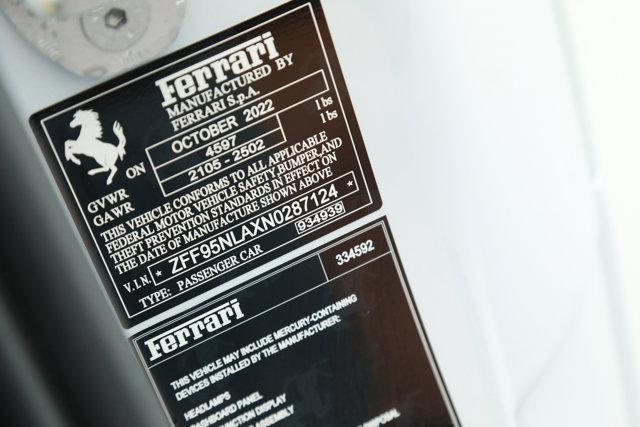 Ferrari
MANUFACTURED BY
FERRARI S.p.A.
ON OCTOBER 2022
GVWR 4597 lbs
GAWR 2105 - 2502 lbs
THIS VEHICLE CONFORMS TO ALL APPLICABLE
FEDERAL MOTOR VEHICLE SAFETY, BUMPER, AND
THEFT PREVENTION STANDARDS IN EFFECT ON
THE DATE OF MANUFACTURE SHOWN ABOVE
V.I.N. * ZFF95NLAXN0287124 *
TYPE: PASSENGER CAR 934939
Ferrari 334592
THIS VEHICLE MAY INCLUDE MERCURY-CONTAINING
DEVICES INSTALLED BY THE MANUFACTURER:
HEADLAMPS
DASHBOARD PANEL
DISPLAY
ASSEMBLY
DISPOSAL